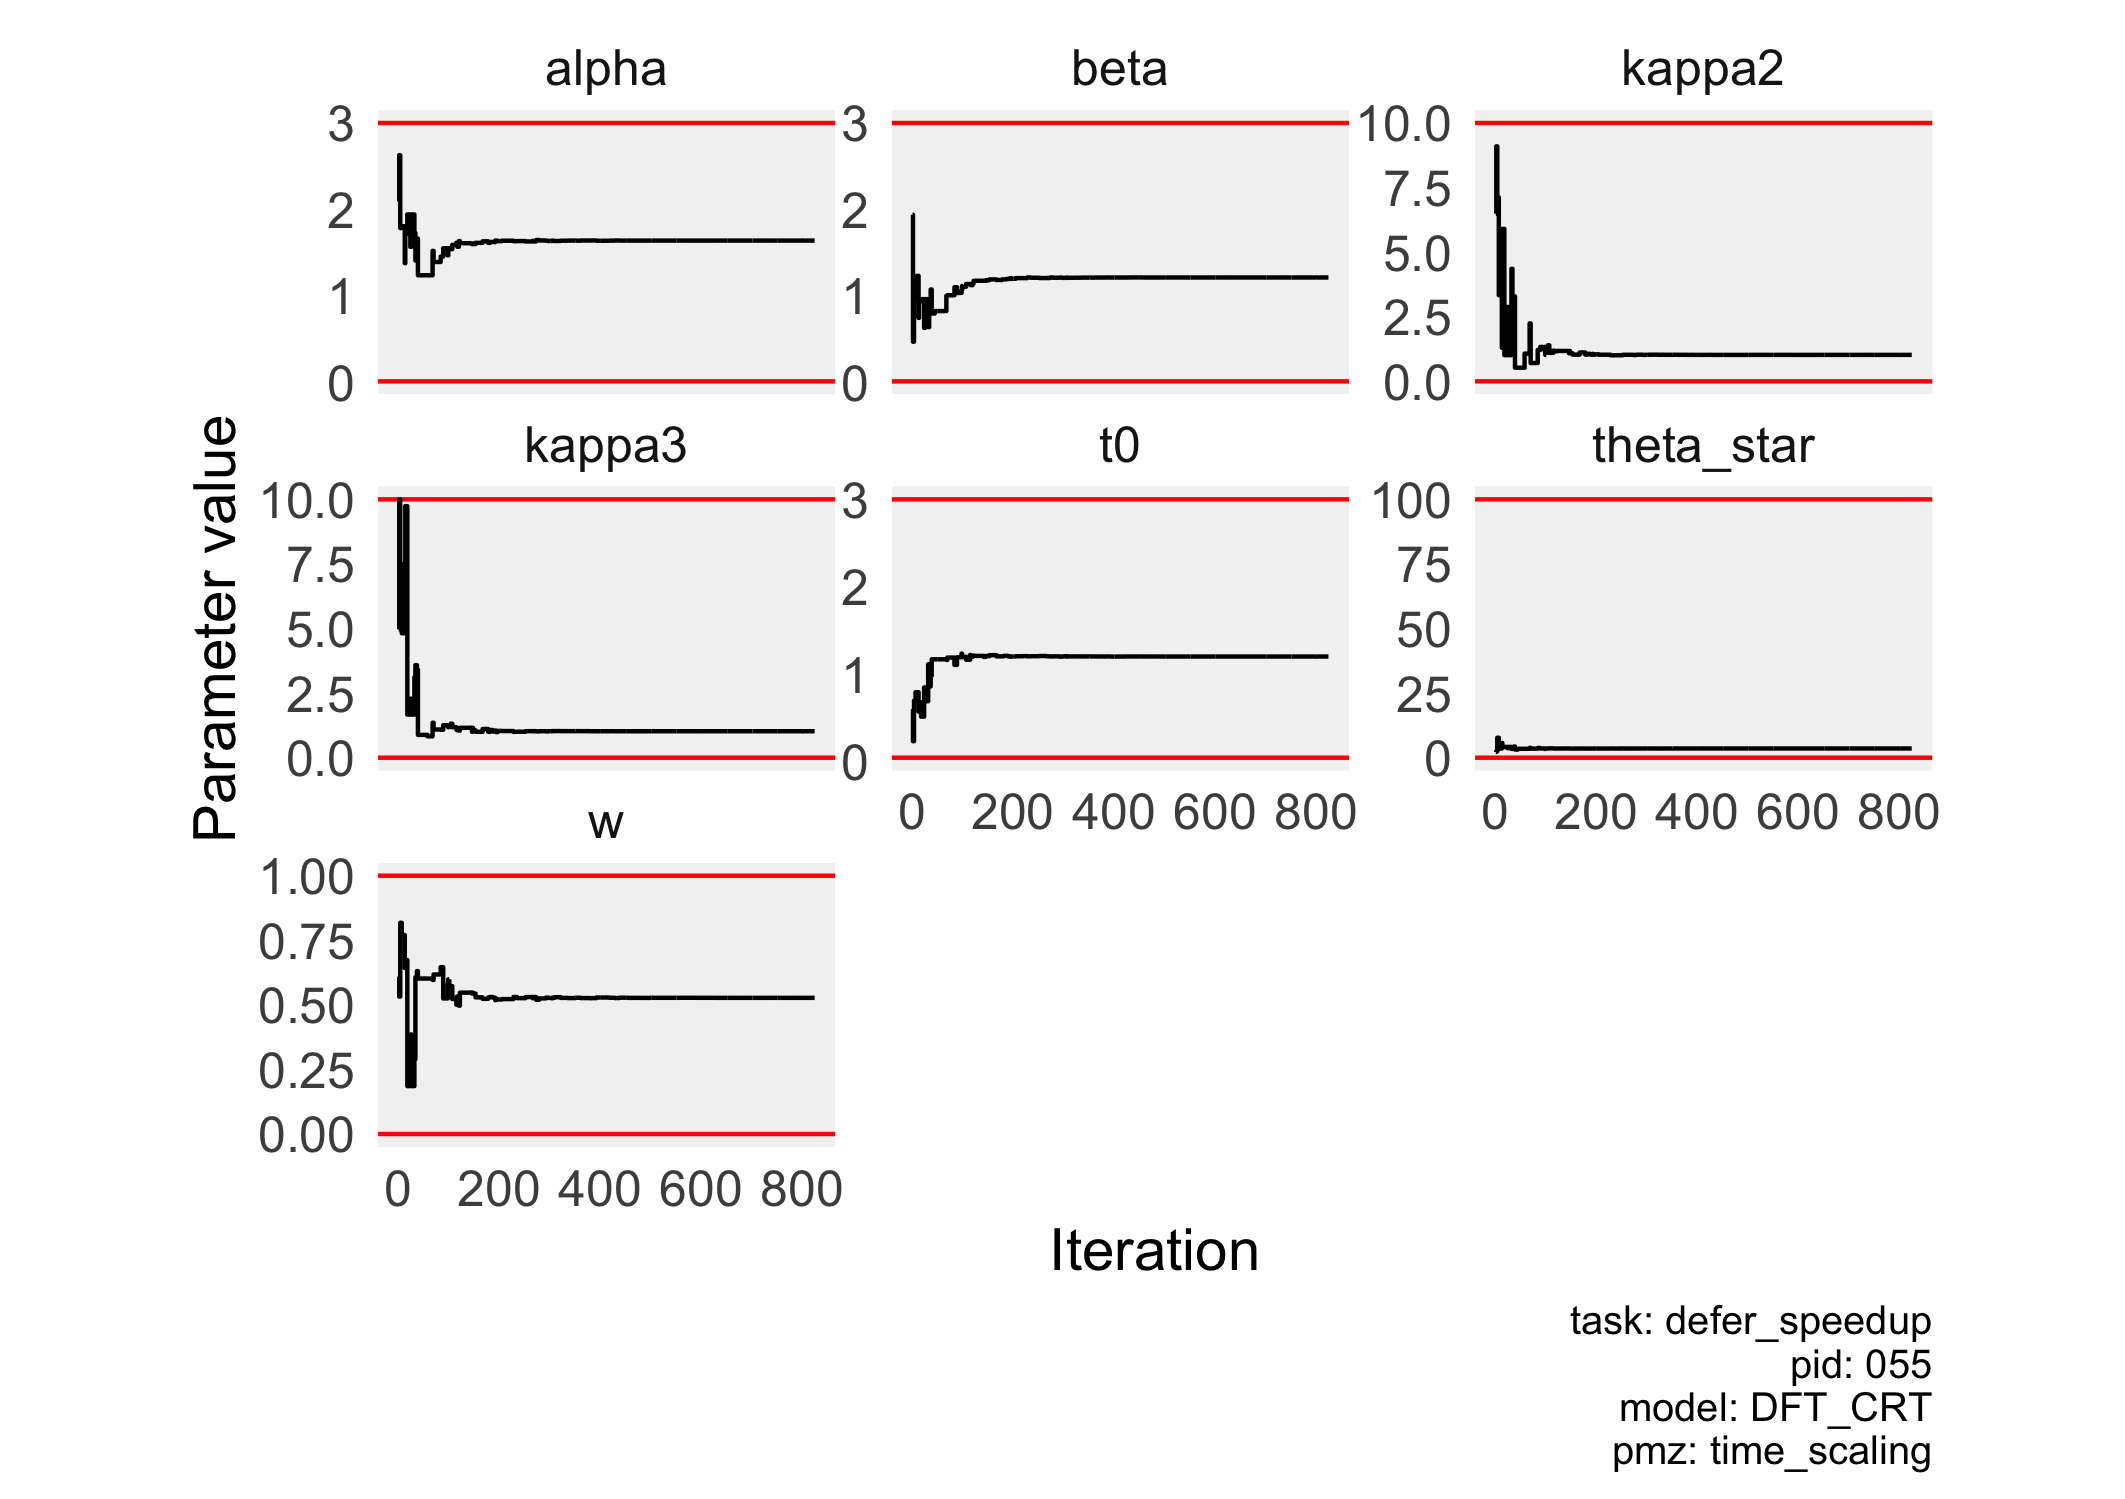 alpha
beta
kappa2
3
2
1
0
3
2
1
0
10.0
7.5
5.0
2.5
0.0
kappa3
t0
theta_star
10.0
7.5
5.0
2.5
0.0
3
2
1
0
100
75
50
25
0
0 200 400 600 800
0 200 400 600 800
w
1.00
0.75
0.50
0.25
0.00
0 200 400 600 800
Parameter value
Iteration
task: defer_speedup
pid: 055
model: DFT_CRT
pmz: time_scaling